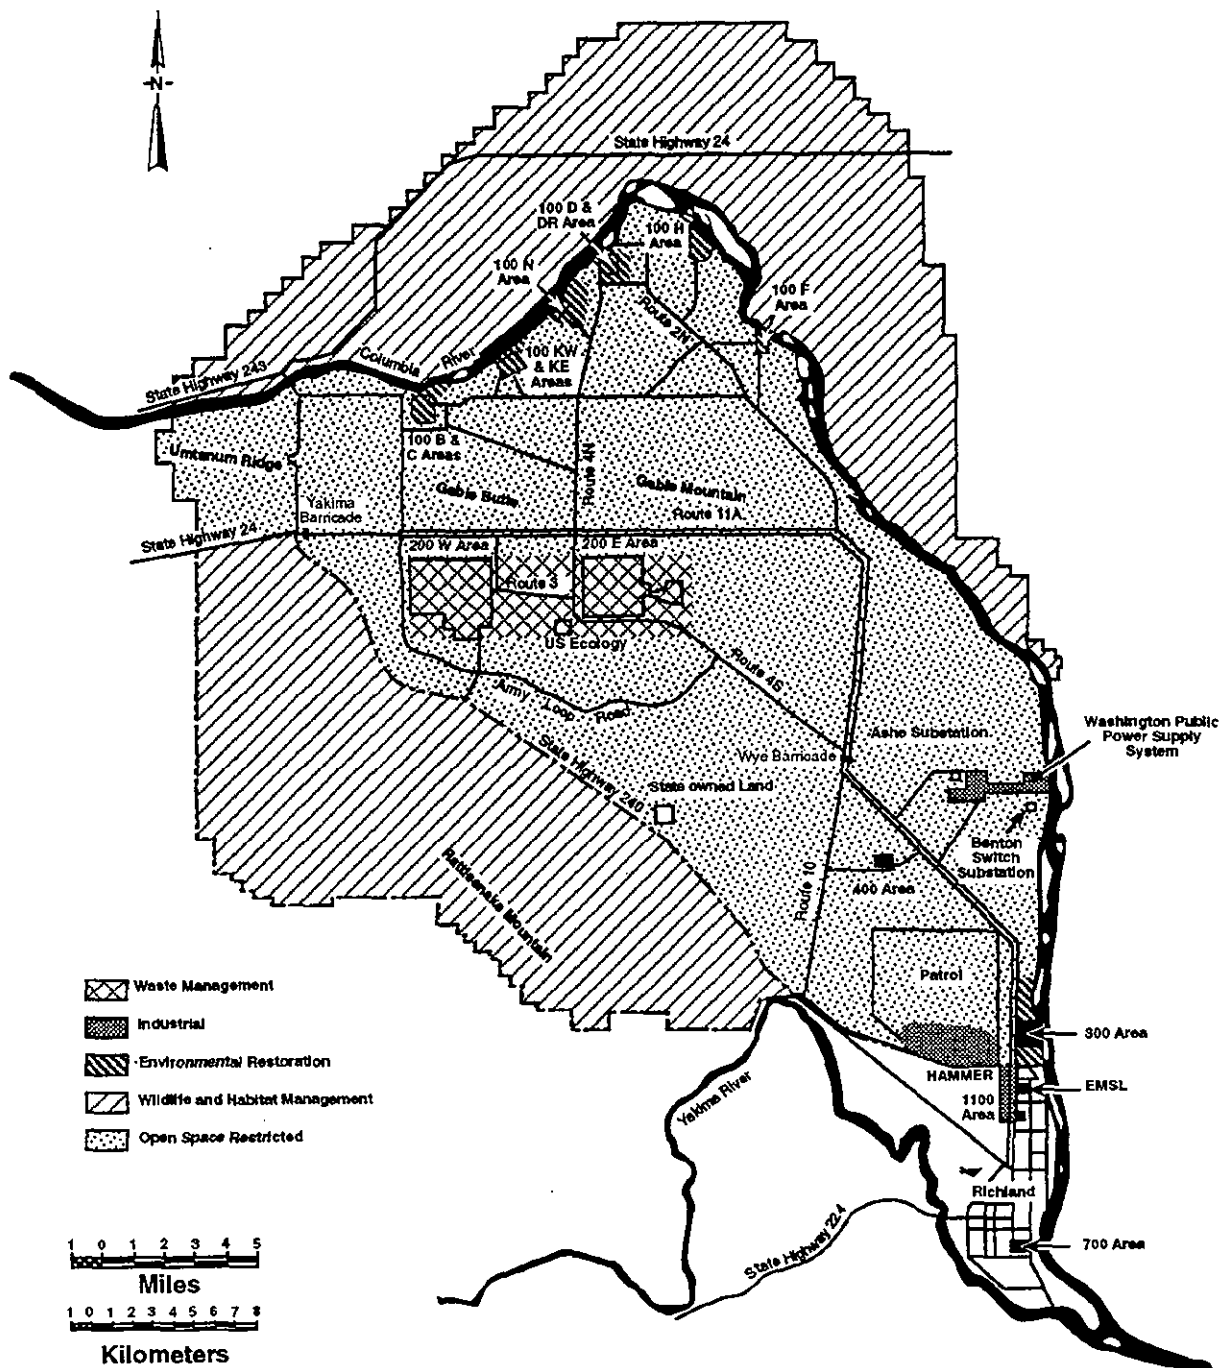 N
State Highway 24
100 D &
DR Area
100 H
Area
100 N
Area
100 F
Area
Route 2N
Columbia
River
100 KW
& KE
Areas
State Highway 243
100 B &
C Areas
Umtanum Ridge
Route 4N
Gable Butte
Gable Mountain
Yakima
Barricade
Route 11A
State Highway 24
200 W Area
200 E Area
Route 3
US Ecology
Route 4S
Army Loop Road
State Highway 240
Ashe Substation
Washington Public
Power Supply
System
Wye Barricade
State owned Land
Benton
Switch
Substation
400 Area
Route 10
Rattlesnake Mountain
Patrol
Waste Management
Industrial
Environmental Restoration
Wildlife and Habitat Management
Open Space Restricted
300 Area
HAMMER
EMSL
1100
Area
Yakima River
Richland
State Highway 224
700 Area
1 0 1 2 3 4 5
Miles
1 0 1 2 3 4 5 6 7 8
Kilometers